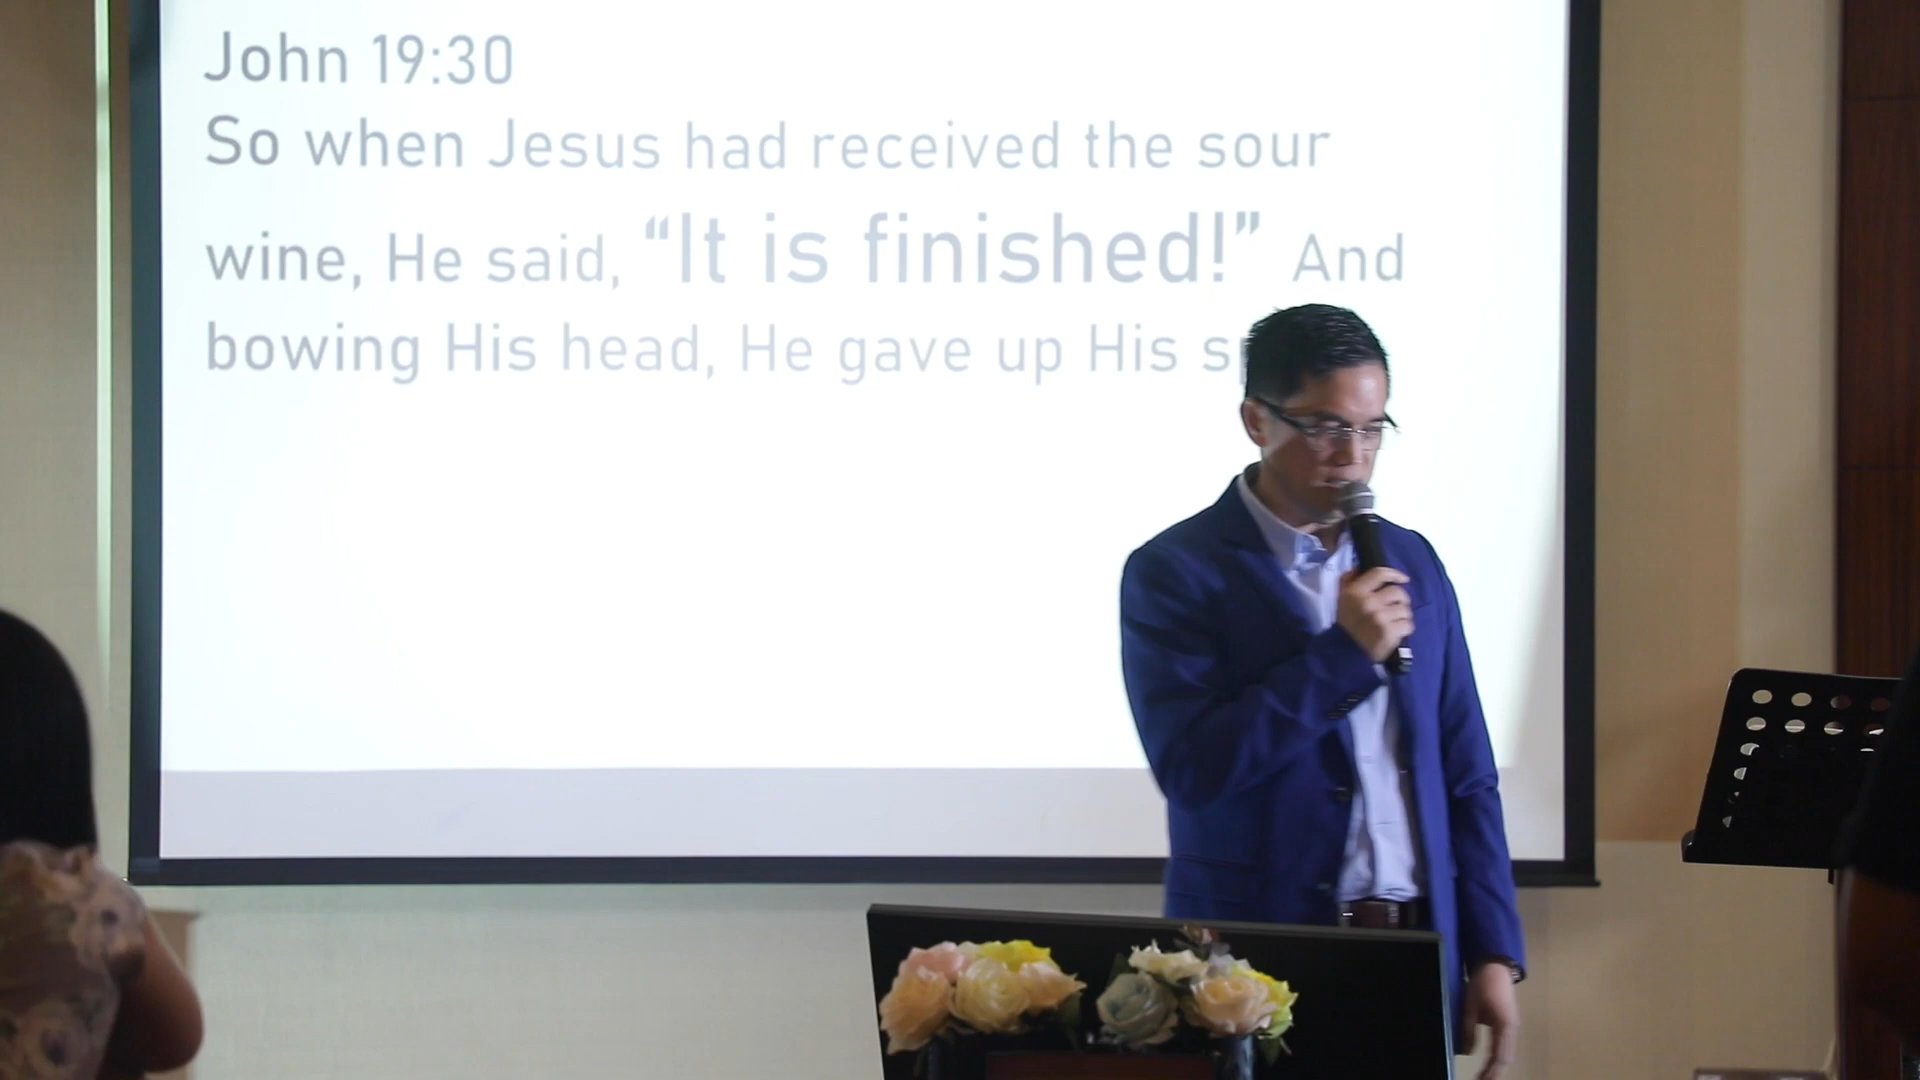 John 19:30
So when Jesus had received the sour
wine, He said, “It is finished!” And
bowing His head, He gave up His